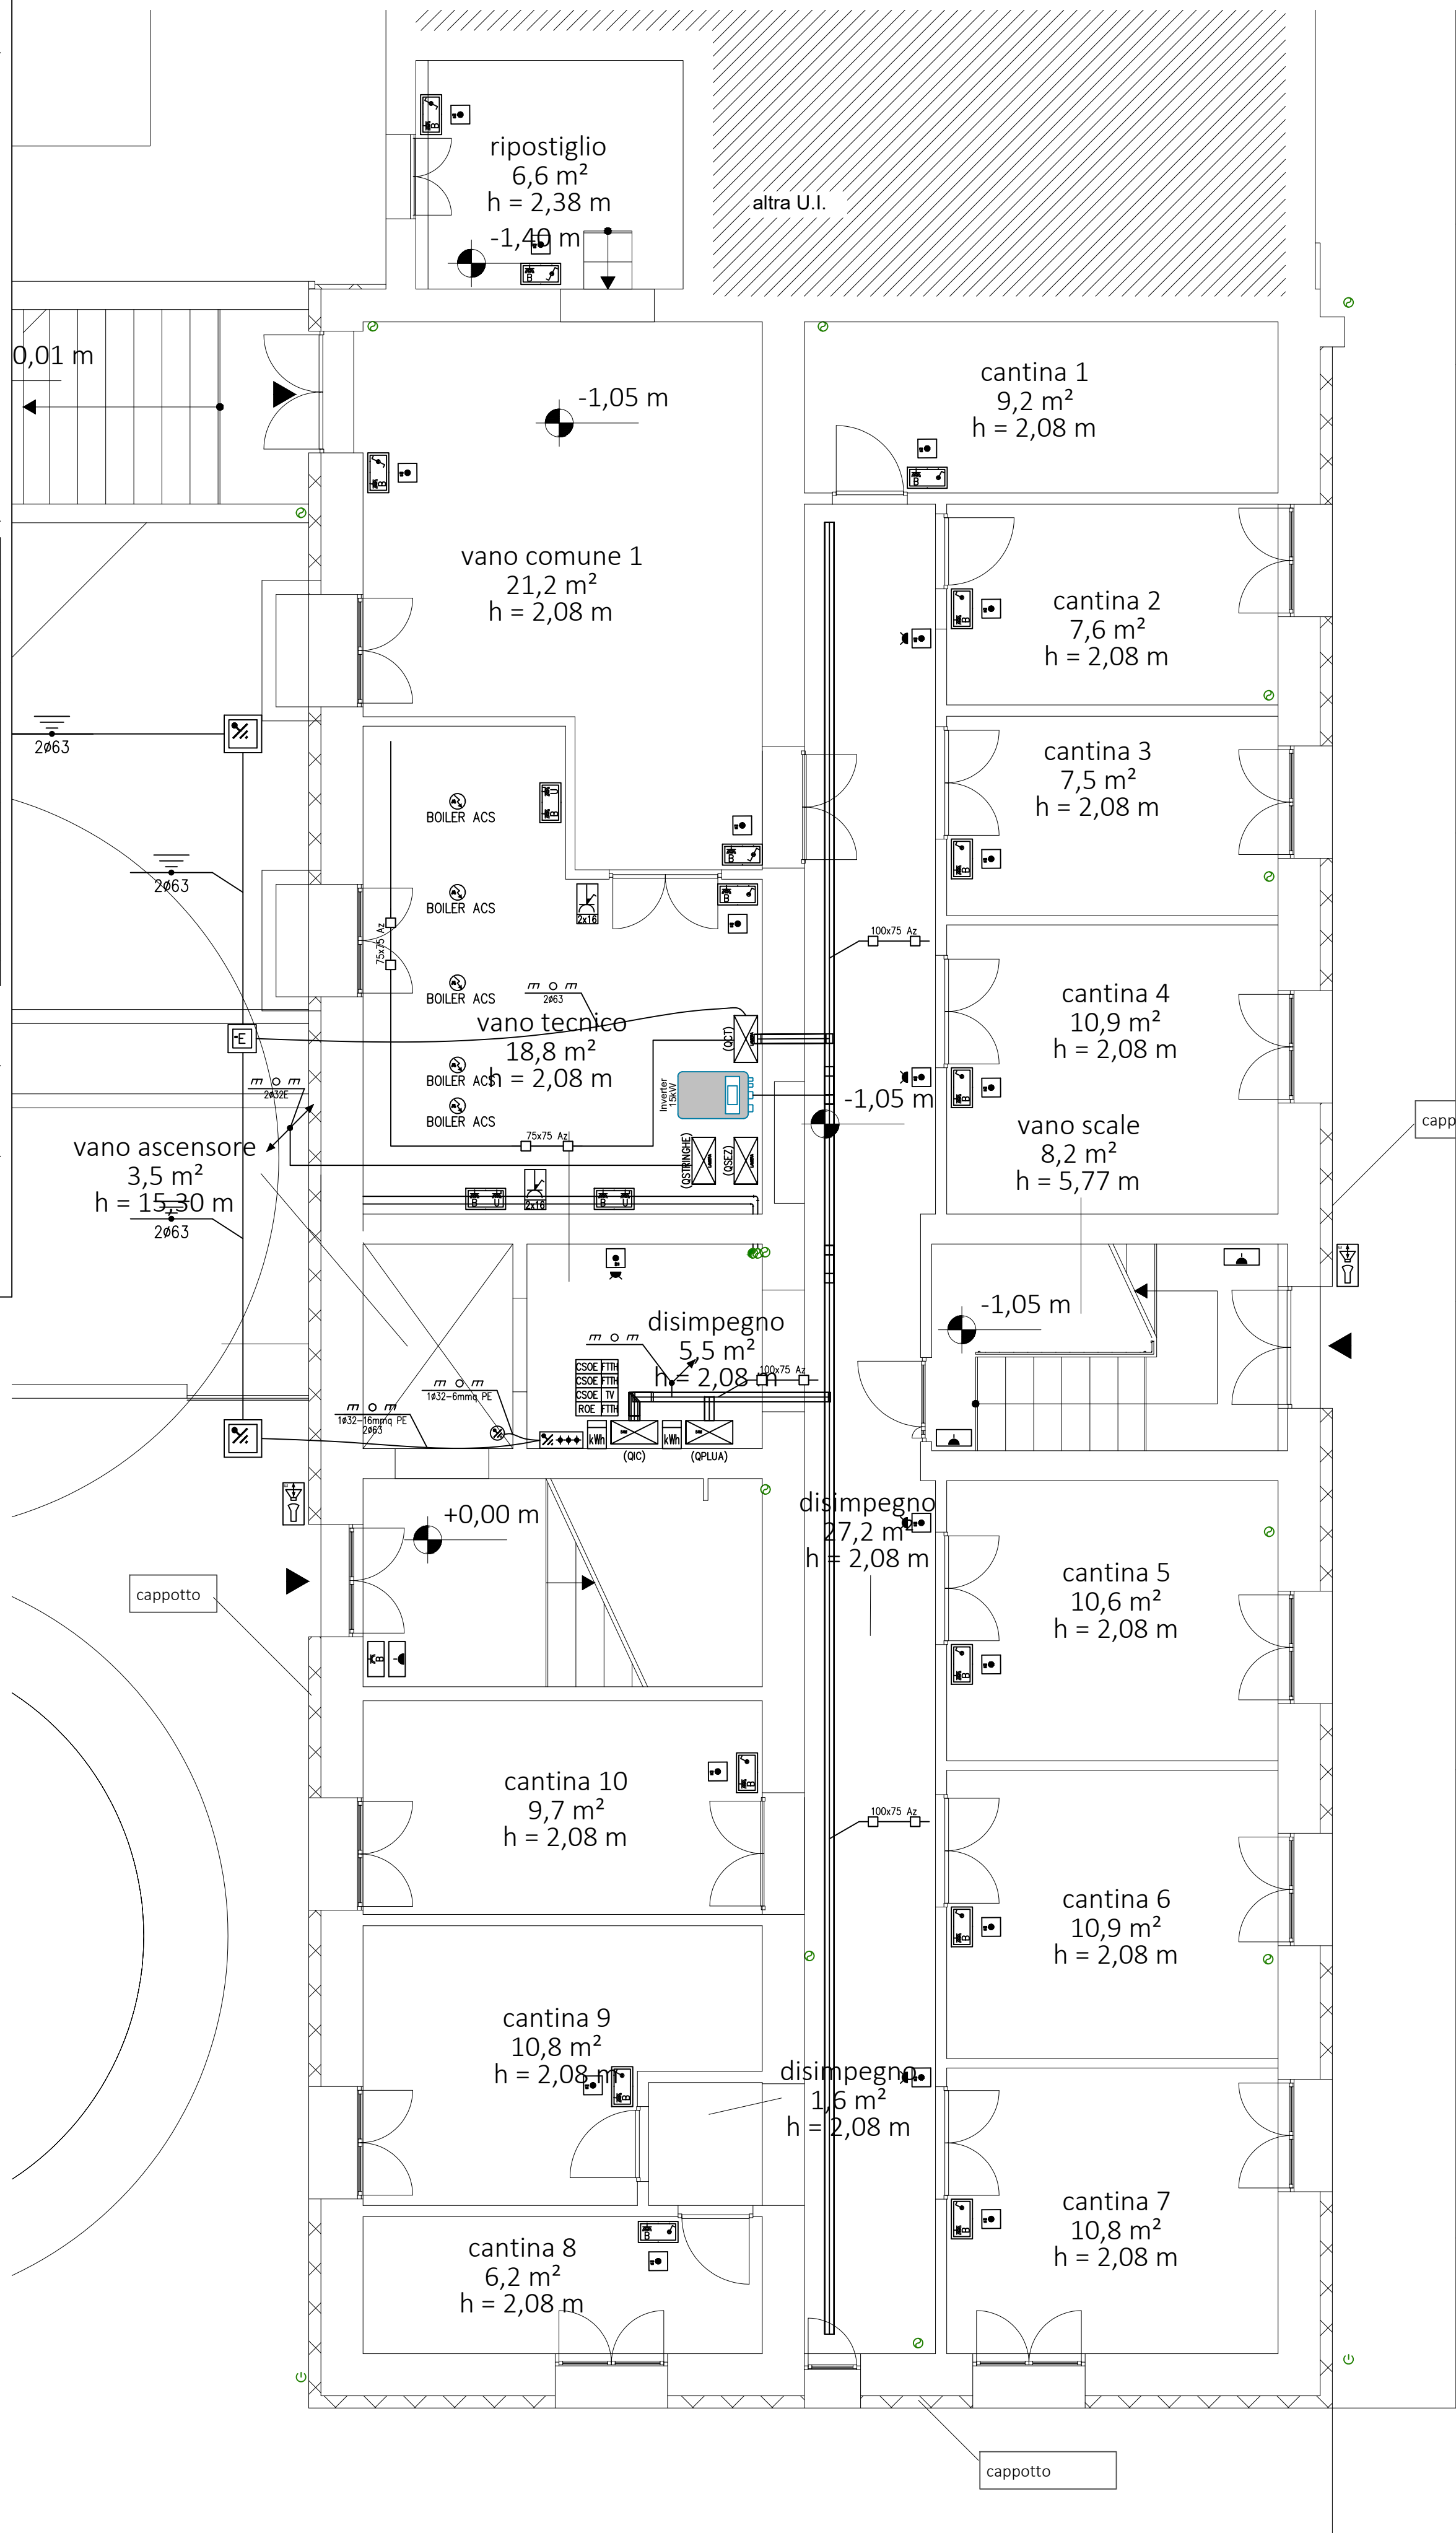 ripostiglio
6,6 m²
h = 2,38 m
-1,40 m
altra U.I.
0,01 m
-1,05 m
cantina 1
9,2 m²
h = 2,08 m
vano comune 1
21,2 m²
h = 2,08 m
cantina 2
7,6 m²
h = 2,08 m
2ø63
cantina 3
7,5 m²
h = 2,08 m
BOILER ACS
2ø63
BOILER ACS
2x16
75x75 Az
100x75 Az
BOILER ACS
2ø63
cantina 4
10,9 m²
h = 2,08 m
vano tecnico
18,8 m²
h = 2,08 m
(QCT)
E
BOILER ACS
2ø32E
Inverter
15kW
BOILER ACS
-1,05 m
75x75 Az
(QSTRINGHE)
(QSEZ)
vano scale
8,2 m²
h = 5,77 m
capp
vano ascensore
3,5 m²
h = 15,30 m
2ø63
2x16
-1,05 m
disimpegno
5,5 m²
h = 2,08 m
100x75 Az
CSOE FTTH
CSOE FTTH
CSOE TV
ROE FTTH
1ø32-6mmq PE
1ø32-16mmq PE
2ø63
kWh
(QIC)
kWh
(QPLUA)
+0,00 m
disimpegno
27,2 m²
h = 2,08 m
cappotto
cantina 5
10,6 m²
h = 2,08 m
cantina 10
9,7 m²
h = 2,08 m
100x75 Az
cantina 6
10,9 m²
h = 2,08 m
cantina 9
10,8 m²
h = 2,08 m
disimpegno
1,6 m²
h = 2,08 m
cantina 7
10,8 m²
h = 2,08 m
cantina 8
6,2 m²
h = 2,08 m
cappotto